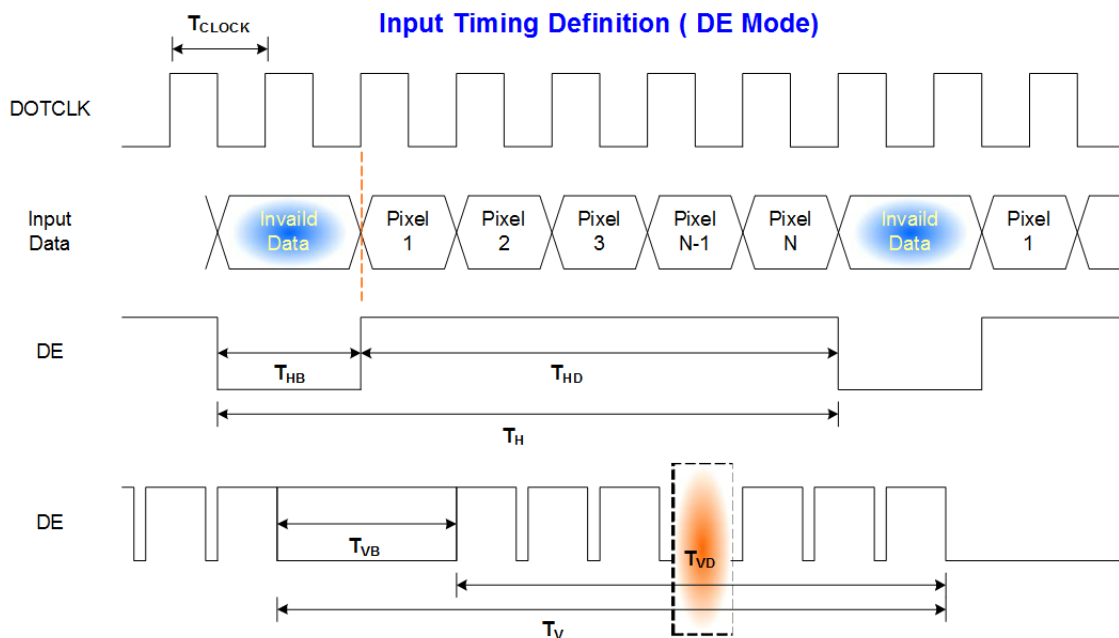 Input Timing Definition ( DE Mode)
TCLOCK
DOTCLK
Input
Data
Invaild
Data
Pixel
1
Pixel
2
Pixel
3
Pixel
N-1
Pixel
N
Invaild
Data
Pixel
1
DE
THB
THD
TH
DE
TVB
TVD
TV